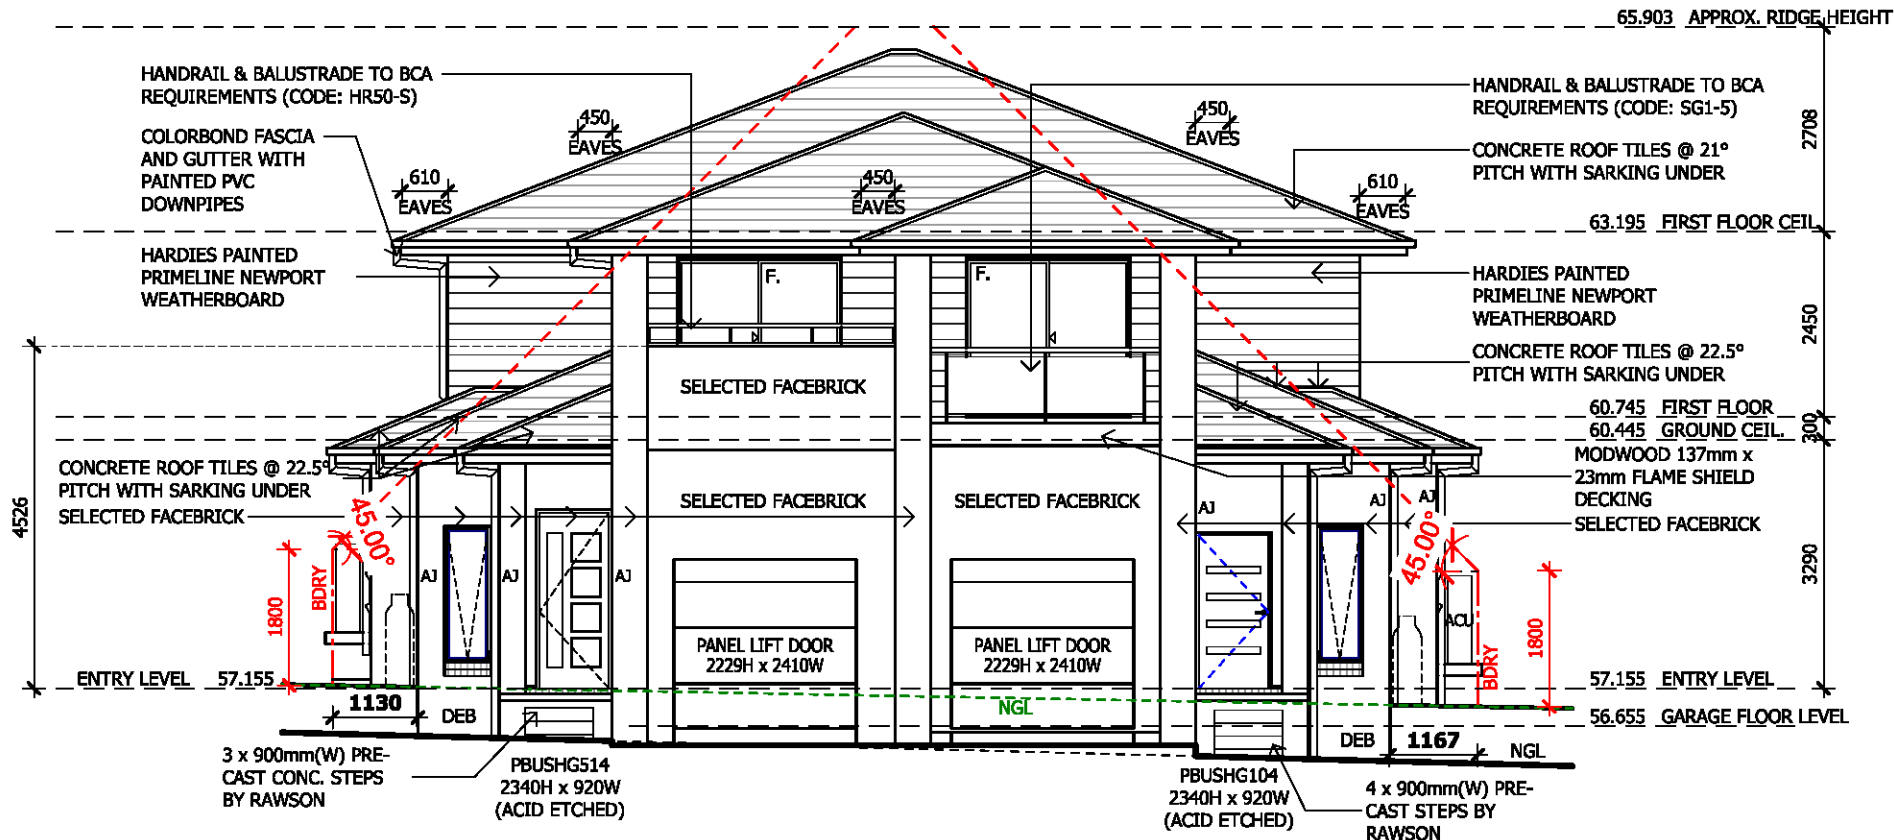 65.903 APPROX. RIDGE HEIGHT
HANDRAIL & BALUSTRADE TO BCA
REQUIREMENTS (CODE: HR50-S)
COLORBOND FASCIA
AND GUTTER WITH
PAINTED PVC
DOWNPIPES
HARDIES PAINTED
PRIMELINE NEWPORT
WEATHERBOARD
450
EAVES
610
EAVES
450
EAVES
450
EAVES
610
EAVES
HANDRAIL & BALUSTRADE TO BCA
REQUIREMENTS (CODE: SG1-5)
CONCRETE ROOF TILES @ 21°
PITCH WITH SARKING UNDER
2708
63.195 FIRST FLOOR CEIL
HARDIES PAINTED
PRIMELINE NEWPORT
WEATHERBOARD
2450
CONCRETE ROOF TILES @ 22.5°
PITCH WITH SARKING UNDER
60.745 FIRST FLOOR
300
60.445 GROUND CEIL.
MODWOOD 137mm x
23mm FLAME SHIELD
DECKING
SELECTED FACEBRICK
3290
F.
F.
SELECTED FACEBRICK
SELECTED FACEBRICK
SELECTED FACEBRICK
CONCRETE ROOF TILES @ 22.5°
PITCH WITH SARKING UNDER
SELECTED FACEBRICK
4526
45.00°
45.00°
1800
BDRY
AJ
AJ
AJ
AJ
AJ
AJ
ACU
BDRY
1800
PANEL LIFT DOOR
2229H x 2410W
PANEL LIFT DOOR
2229H x 2410W
ENTRY LEVEL 57.155
57.155 ENTRY LEVEL
NGL
56.655 GARAGE FLOOR LEVEL
1130
DEB
DEB
1167
NGL
3 x 900mm(W) PRE-
CAST CONC. STEPS
BY RAWSON
PBUSHG514
2340H x 920W
(ACID ETCHED)
PBUSHG104
2340H x 920W
(ACID ETCHED)
4 x 900mm(W) PRE-
CAST STEPS BY
RAWSON